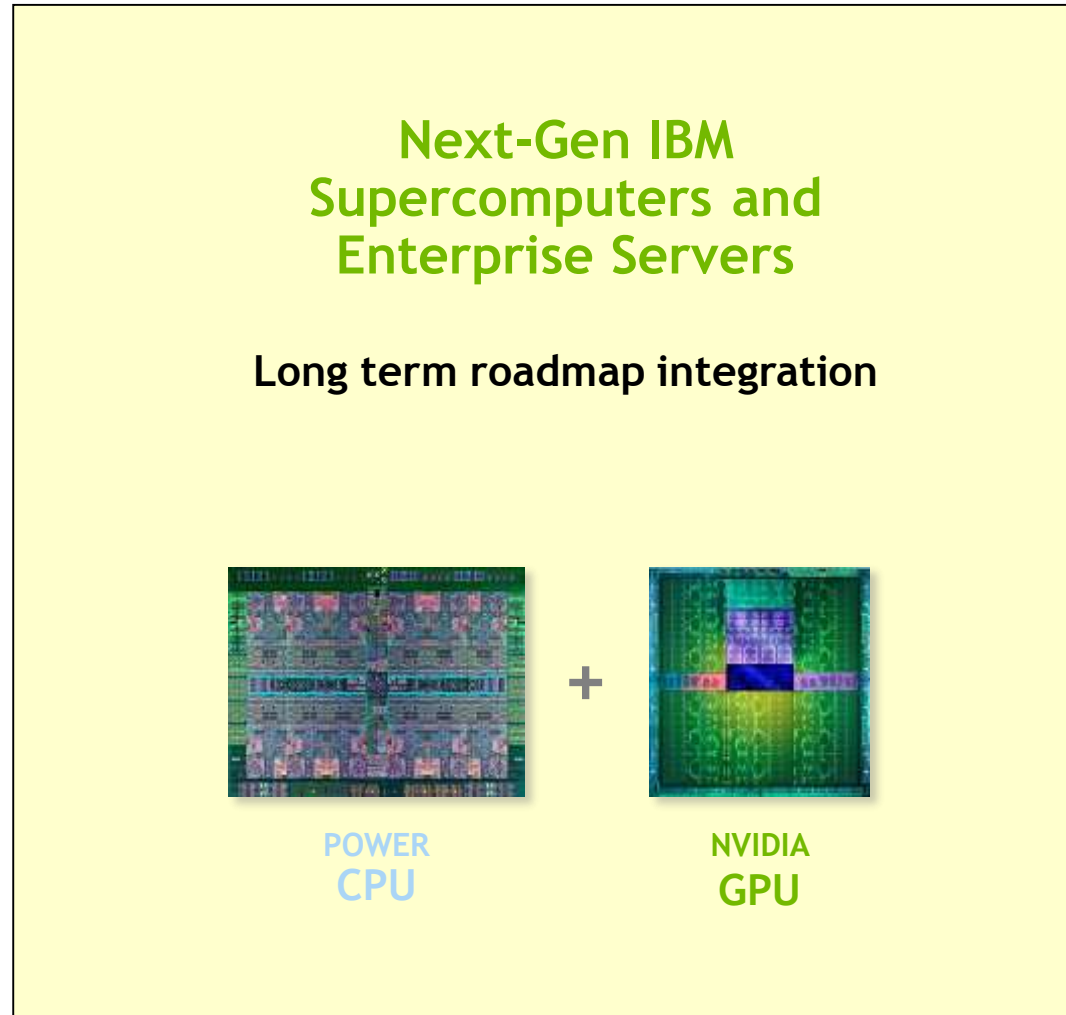 Next-Gen IBM
Supercomputers and
Enterprise Servers
Long term roadmap integration
+
POWER
CPU
NVIDIA
GPU